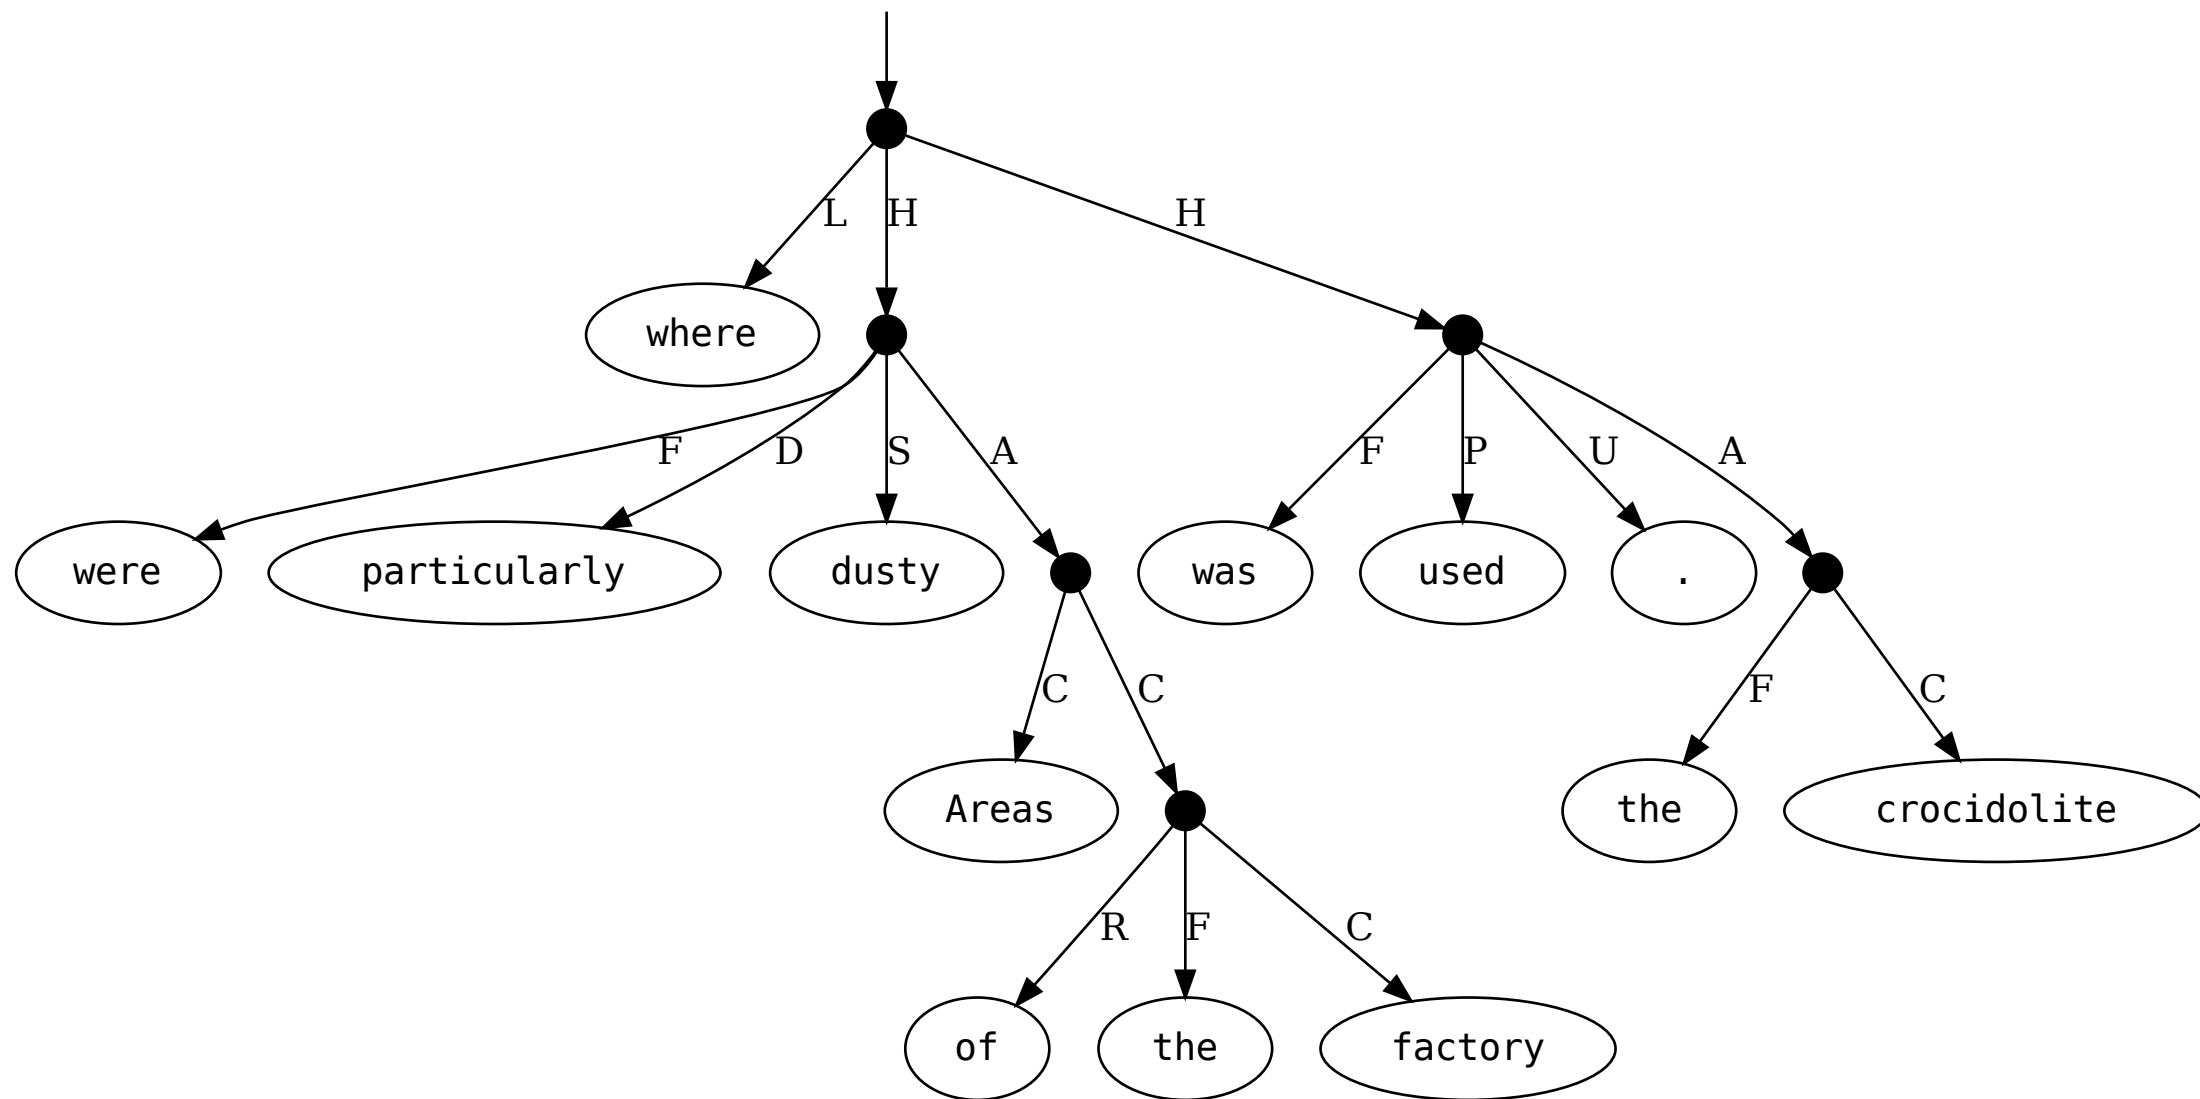 L H H
where
F D S A F P U A
were particularly dusty was used .
C C F C
Areas the crocidolite
R F C
of the factory